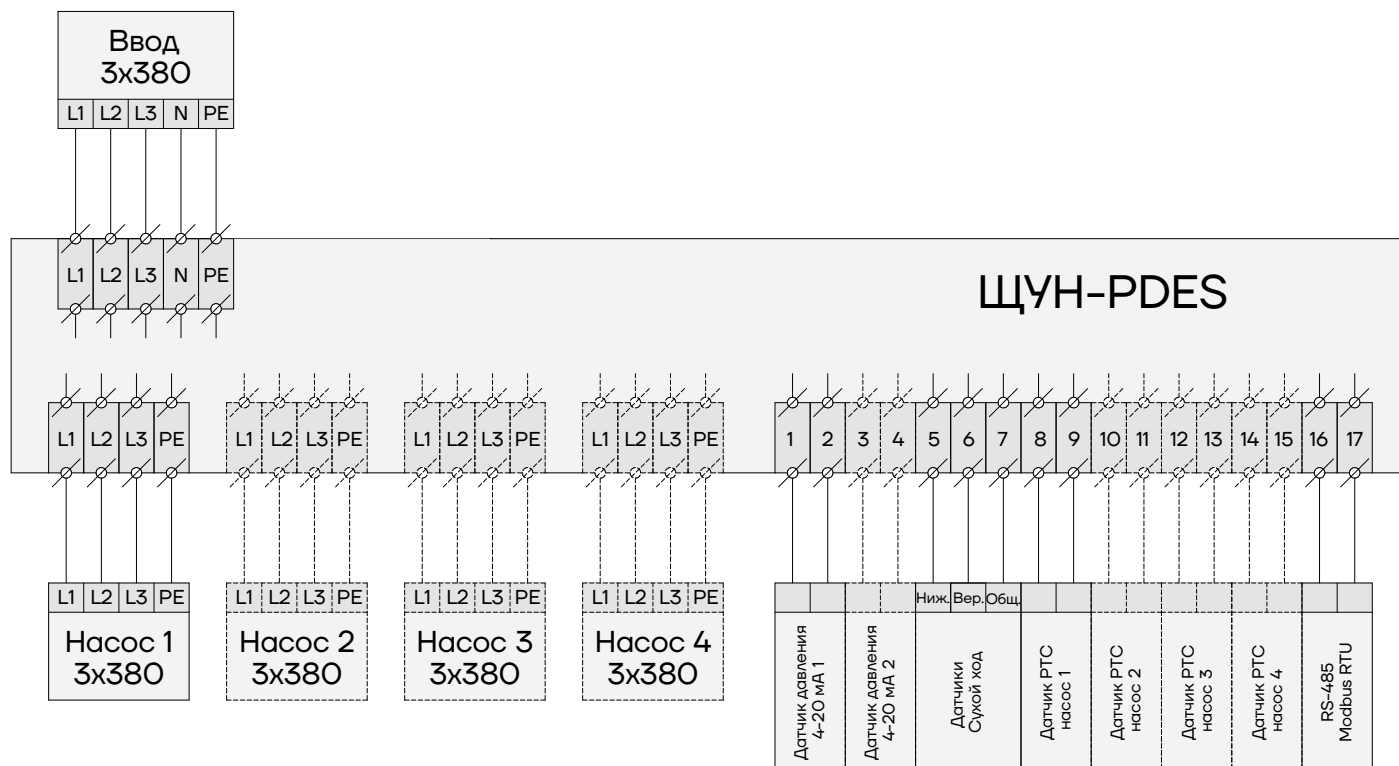 Ввод
3x380
L1 L2 L3 N PE
L1 L2 L3 N PE
ЩУН-PDES
L1 L2 L3 PE L1 L2 L3 PE L1 L2 L3 PE L1 L2 L3 PE 1 2 3 4 5 6 7 8 9 10 11 12 13 14 15 16 17
L1 L2 L3 PE L1 L2 L3 PE L1 L2 L3 PE L1 L2 L3 PE Ниж. Вер. Общ.
Насос 1
3x380
Насос 2
3x380
Насос 3
3x380
Насос 4
3x380
Датчик давления
4-20 мА 1
Датчик давления
4-20 мА 2
Датчики
Сухой ход
Датчик РТС
насос 1
Датчик РТС
насос 2
Датчик РТС
насос 3
Датчик РТС
насос 4
RS-485
Modbus RTU